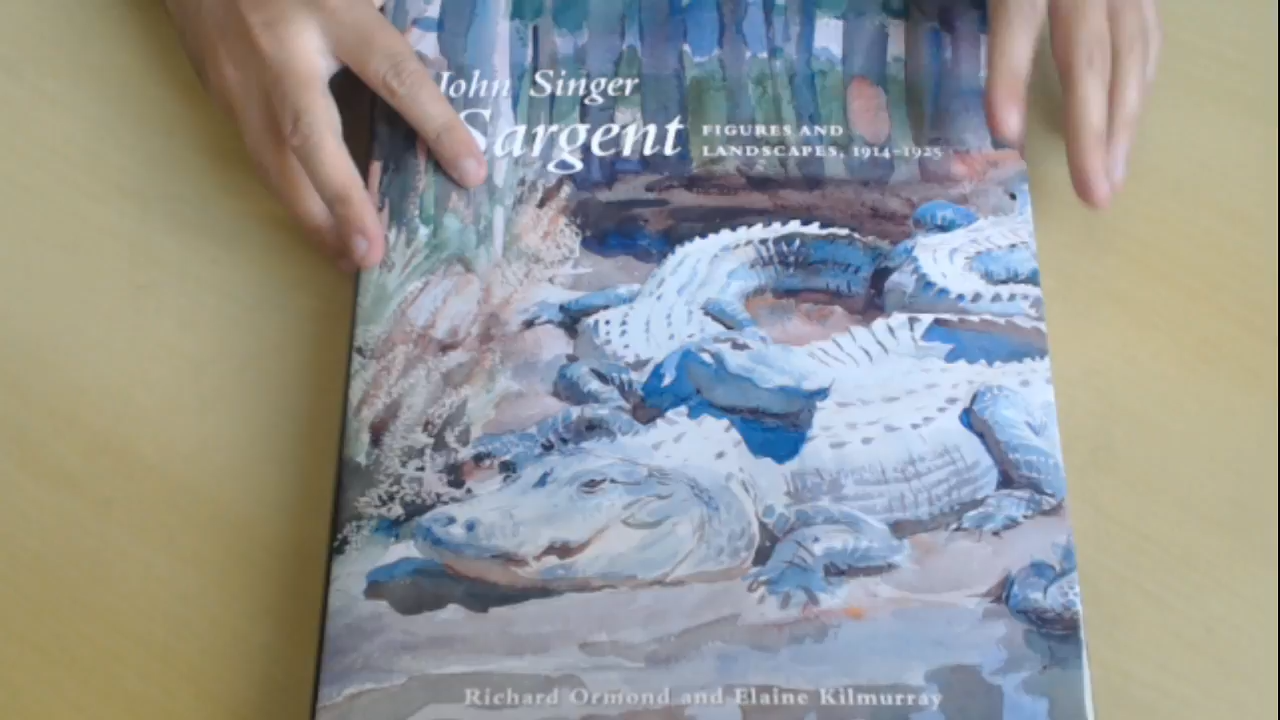 John Singer
Sargent
FIGURES AND
LANDSCAPES, 1914–1925
Richard Ormond and Elaine Kilmurray